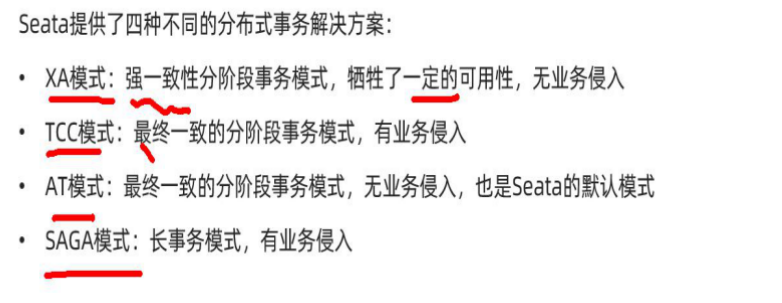 Seata提供了四种不同的分布式事务解决方案：
• XA模式：强一致性分阶段事务模式，牺牲了一定的可用性，无业务侵入
• TCC模式：最终一致的分阶段事务模式，有业务侵入
• AT模式：最终一致的分阶段事务模式，无业务侵入，也是Seata的默认模式
• SAGA模式：长事务模式，有业务侵入